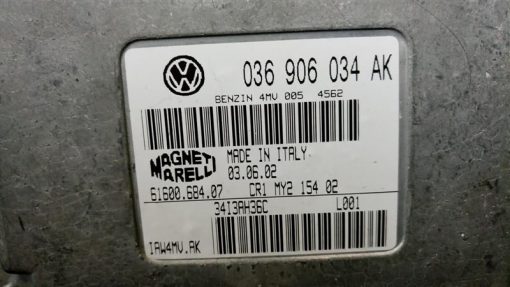 036 906 034 AK
BENZIN 4MV 005 4562
MAGNETI MARELLI
MADE IN ITALY
03.06.02
61600.684.07 CR1 MY2 154 02
34I3AH36C L001
IAW4MV.AK